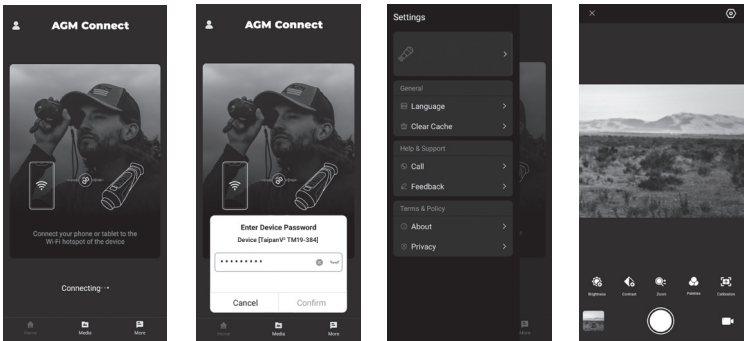 AGM Connect
Connect your phone or tablet to the
Wi-Fi hotspot of the device
Connecting···
Home
Media
More
AGM Connect
Enter Device Password
Device [TaipanV² TM19-384]
•••••••••
Cancel
Confirm
Home
Media
More
Settings
General
Language
Clear Cache
Help & Support
Call
Feedback
Terms & Policy
About
Privacy
More
Brightness
Contrast
Zoom
Palettes
Calibration